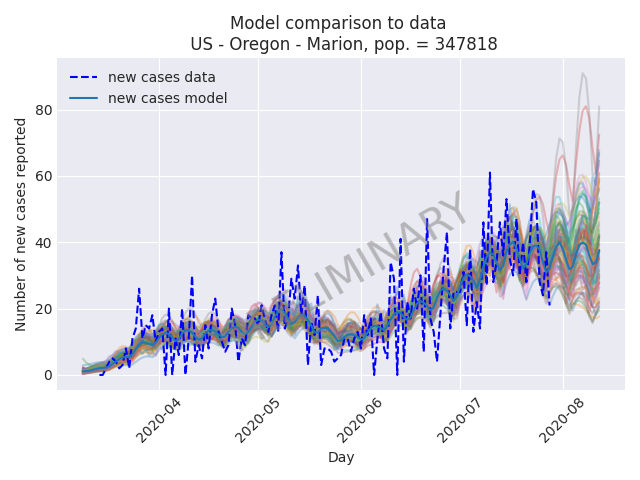 Model comparison to data
US - Oregon - Marion, pop. = 347818
new cases data
new cases model
Number of new cases reported
80
60
40
20
0
LIMINARY
2020-04
2020-05
2020-06
2020-07
2020-08
Day